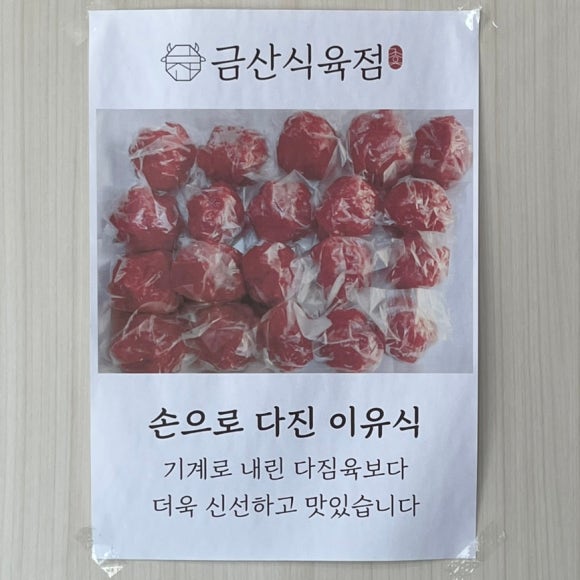 금산식육점
손으로 다진 이유식
기계로 내린 다짐육보다
더욱 신선하고 맛있습니다